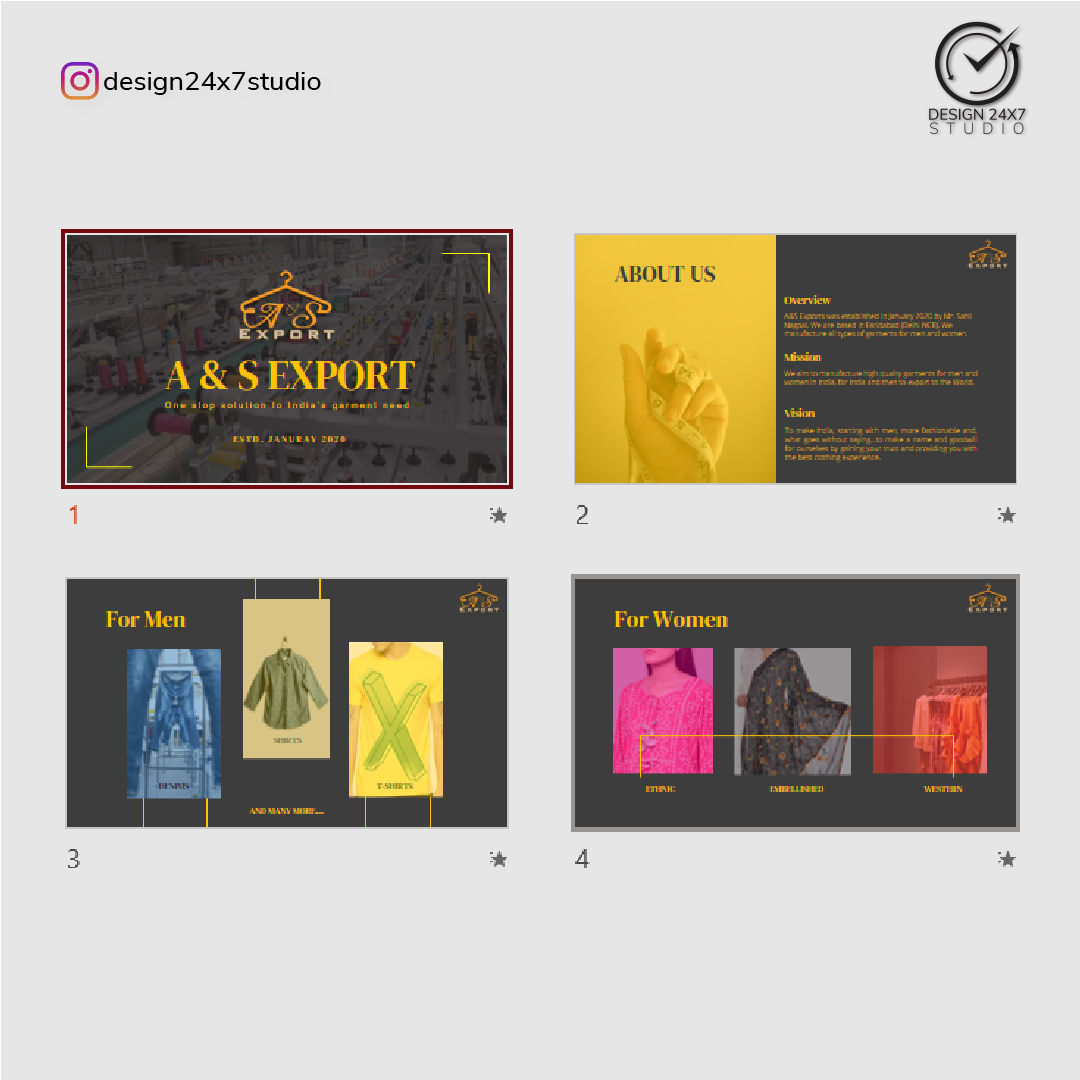 design24x7studio
DESIGN 24X7
STUDIO
A&S
EXPORT
A & S EXPORT
One stop solution to India's garment need
ESTD. JANURAY 2020
1
ABOUT US
A&S
EXPORT
Overview
A&S Exports was established in January 2020 by Mr. Sahil
Nagpal. We are based in Faridabad (Delhi NCR). We
manufacture all types of garments for men and women.
Mission
We aim to manufacture high quality garments for men and
women in India, for India and then to export to the World.
Vision
To make India, starting with men, more fashionable and,
what goes without saying, to make a name and goodwill
for ourselves by gaining your trust and providing you with
the best clothing experience.
2
For Men
A&S
EXPORT
DENIMS
SHIRTS
X
T-SHIRTS
AND MANY MORE....
3
For Women
A&S
EXPORT
ETHNIC
EMBELLISHED
WESTERN
4